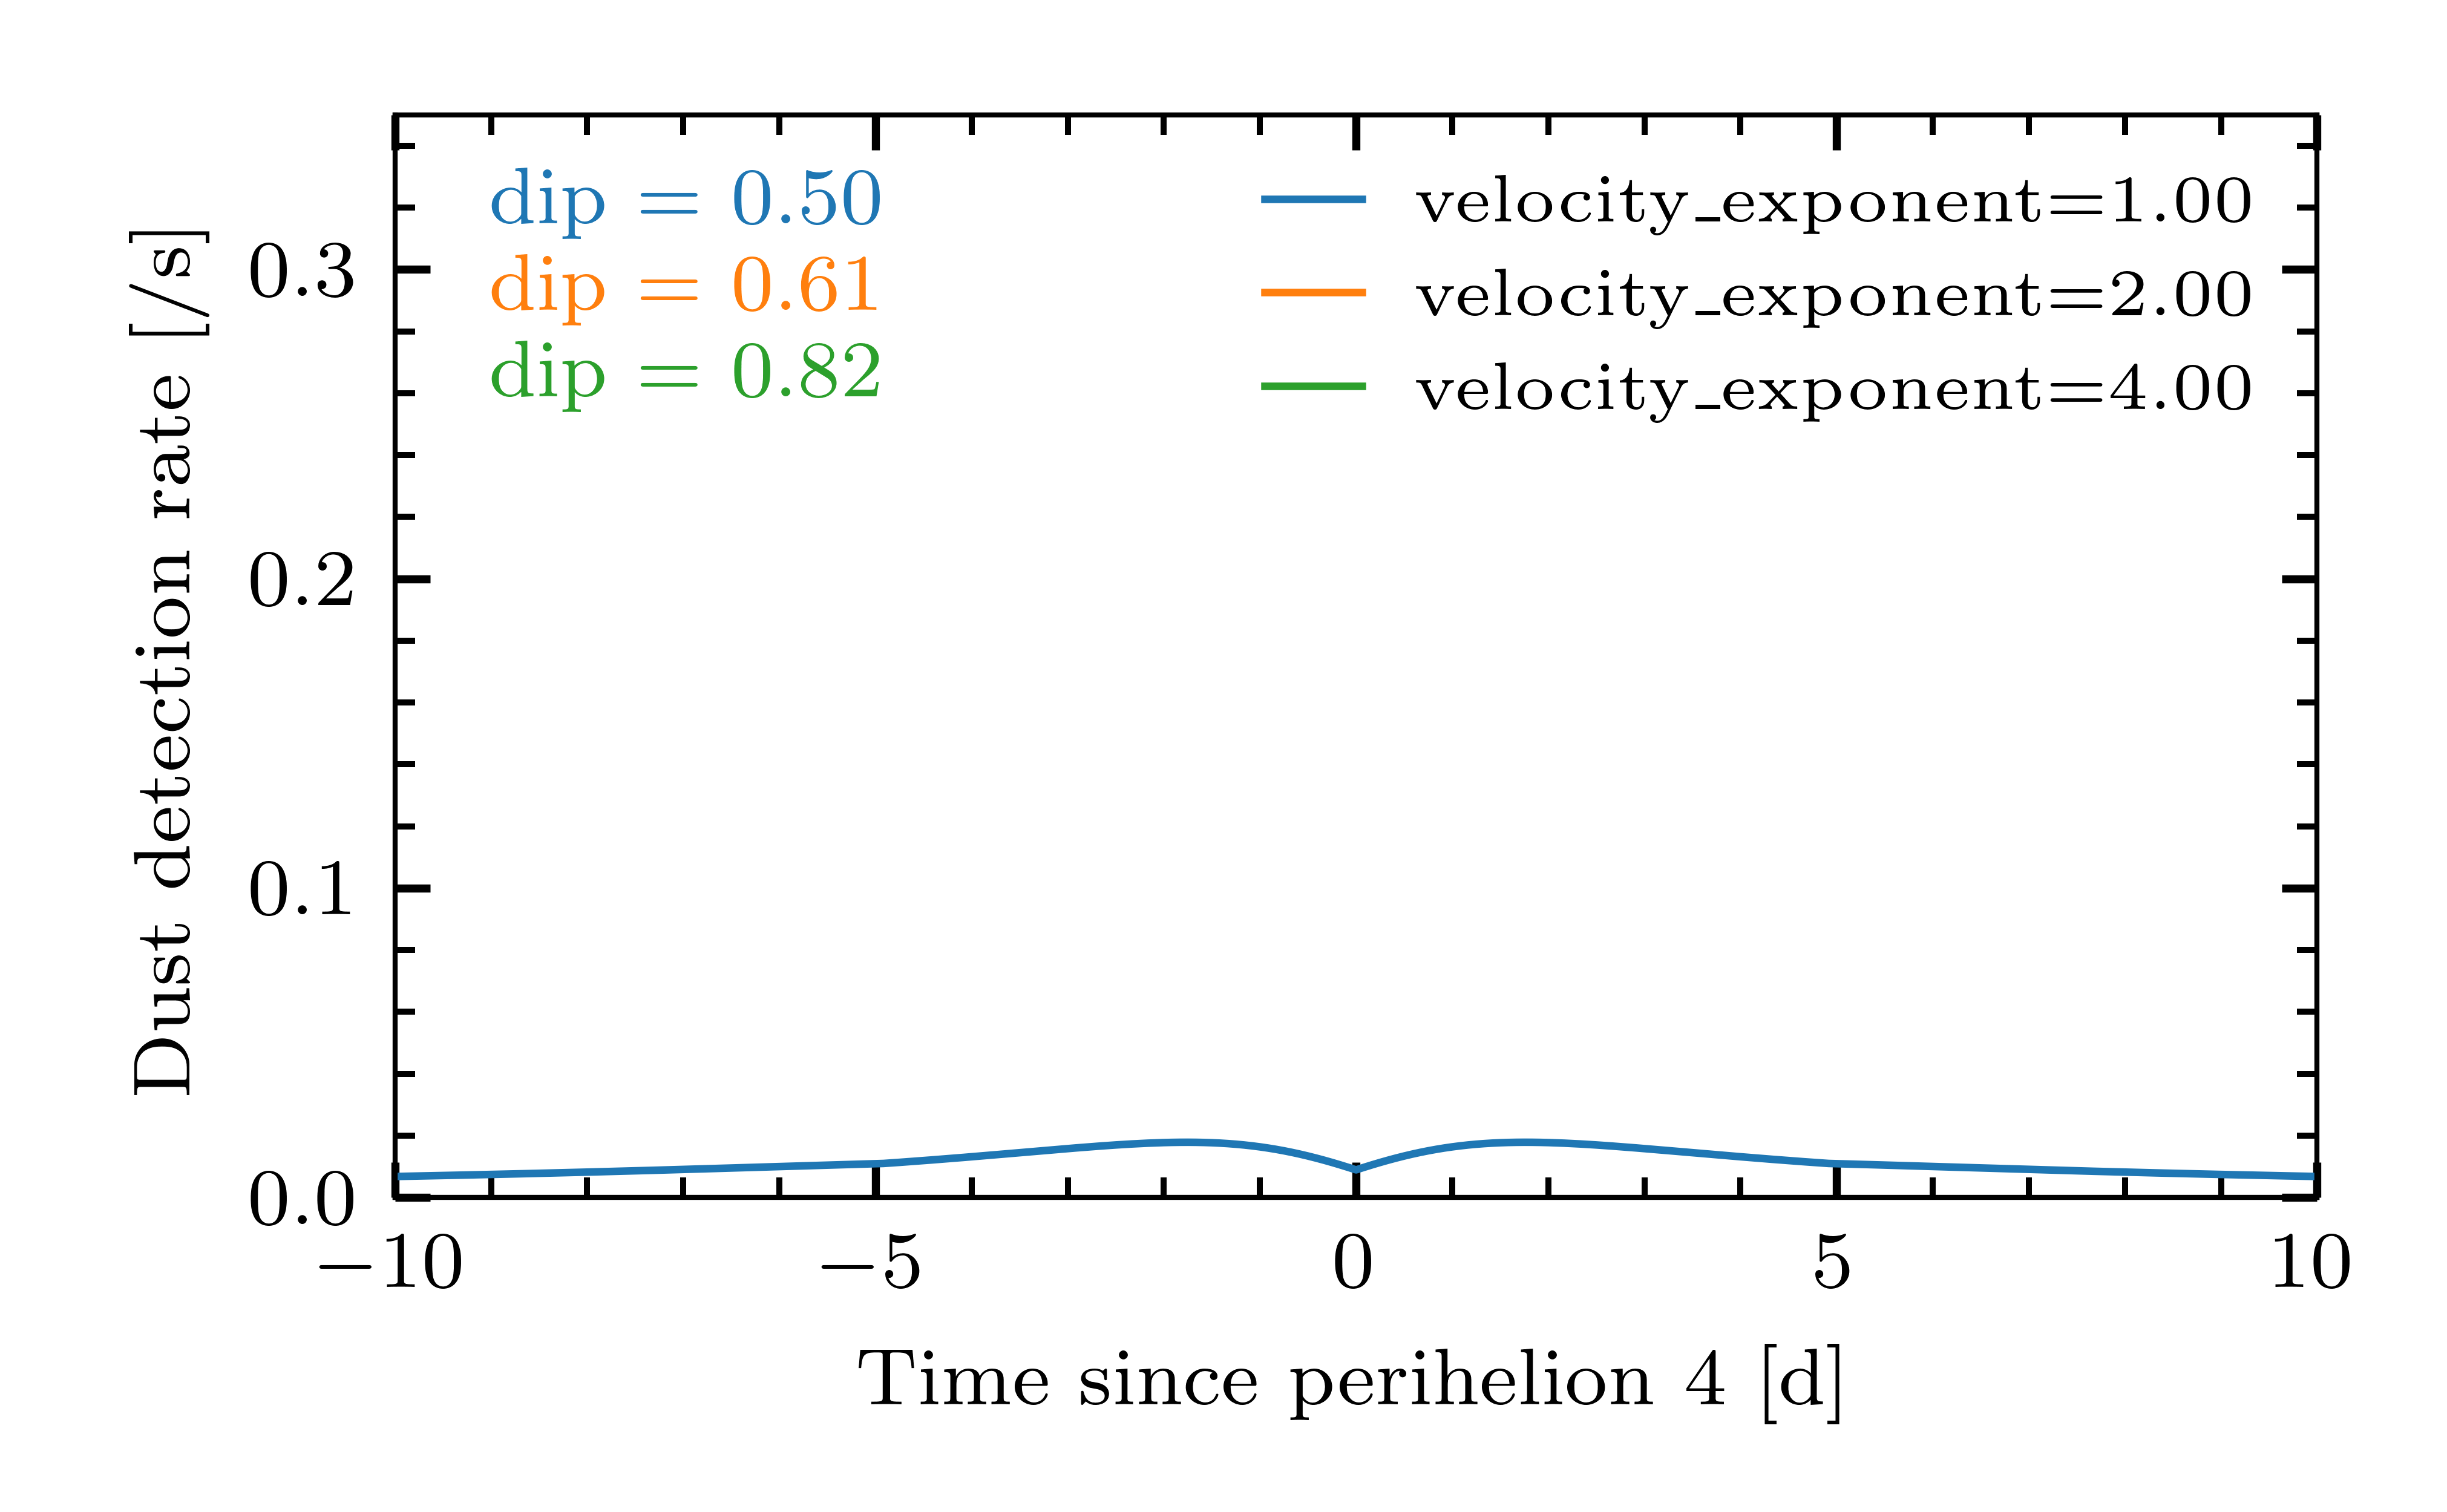 dip = 0.50
dip = 0.61
dip = 0.82
velocity_exponent=1.00
velocity_exponent=2.00
velocity_exponent=4.00
Dust detection rate [/s]
0.3
0.2
0.1
0.0
−10
−5
0
5
10
Time since perihelion 4 [d]